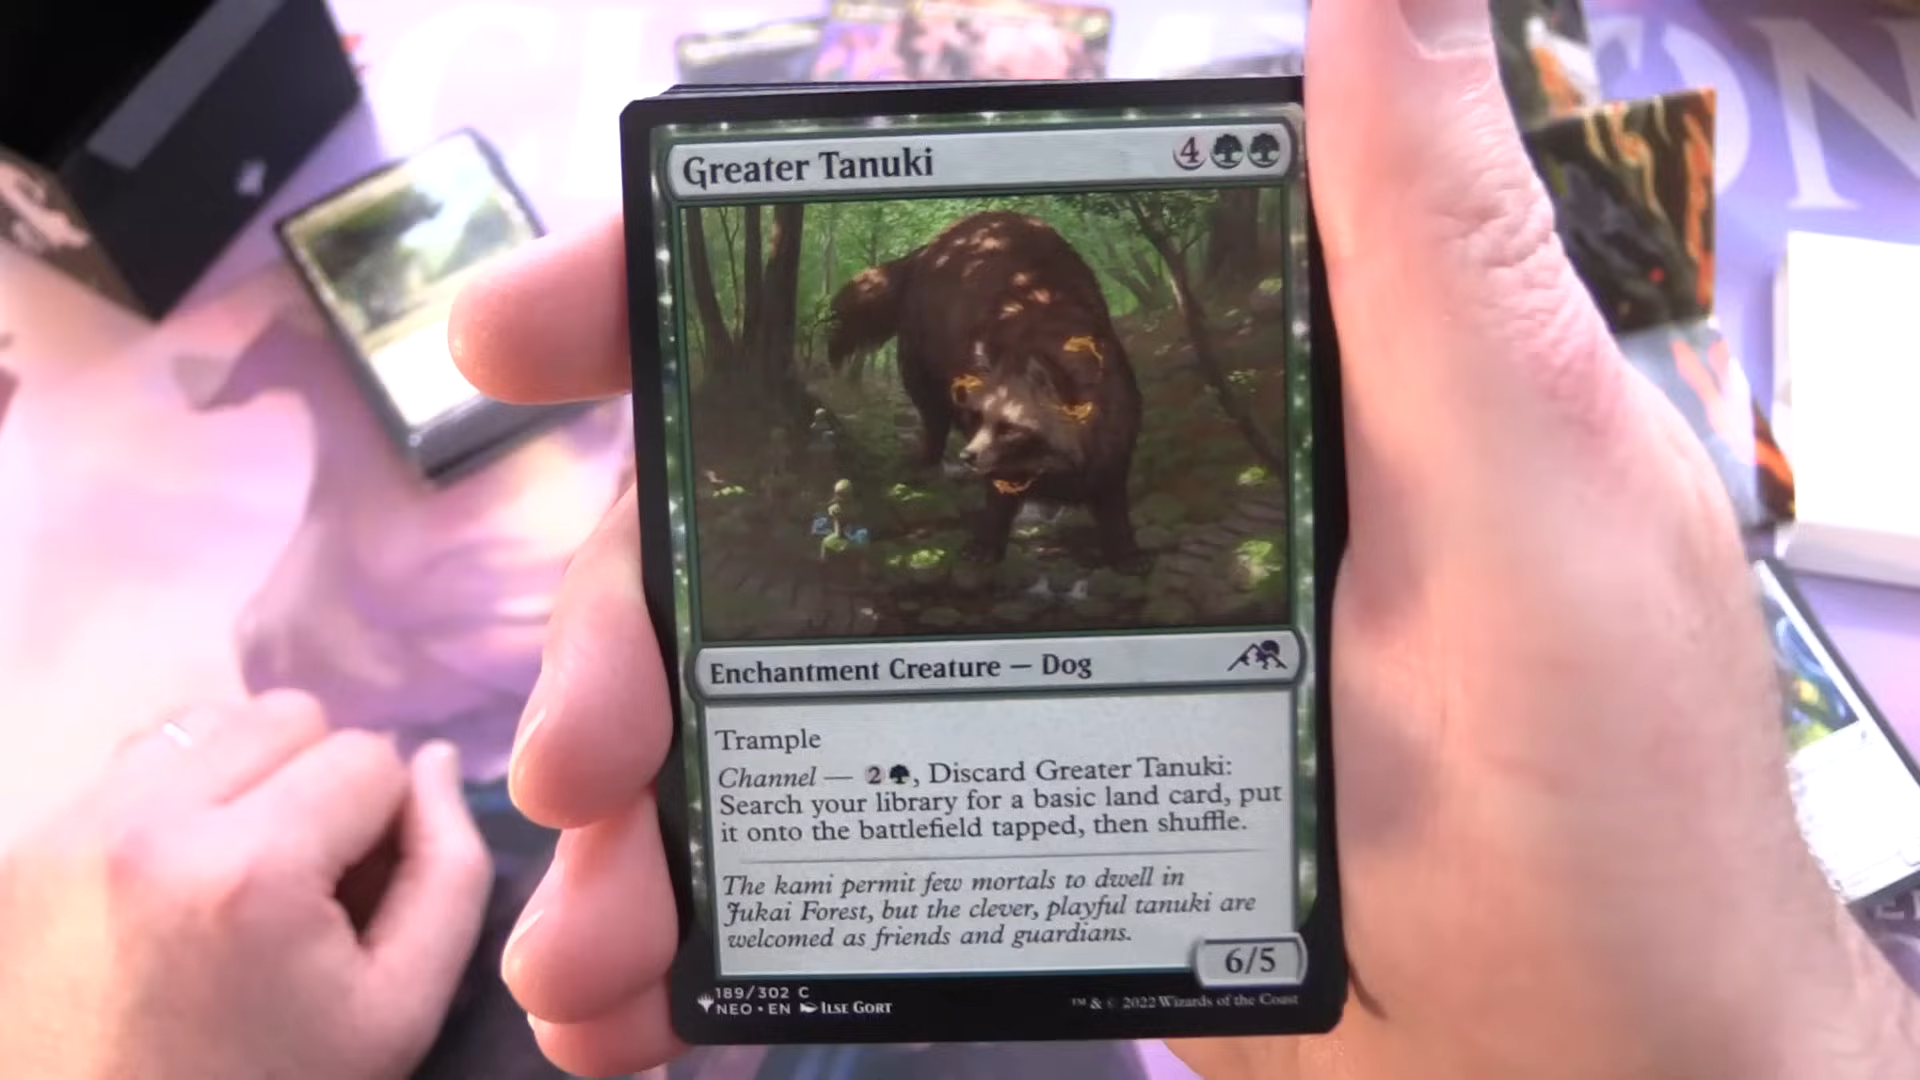 Greater Tanuki 4
Enchantment Creature — Dog
Trample
Channel — 2, Discard Greater Tanuki:
Search your library for a basic land card, put
it onto the battlefield tapped, then shuffle.
The kami permit few mortals to dwell in
Jukai Forest, but the clever, playful tanuki are
welcomed as friends and guardians.
6/5
189/302 C
NEO • EN ILSE GORT
™ & © 2022 Wizards of the Coast